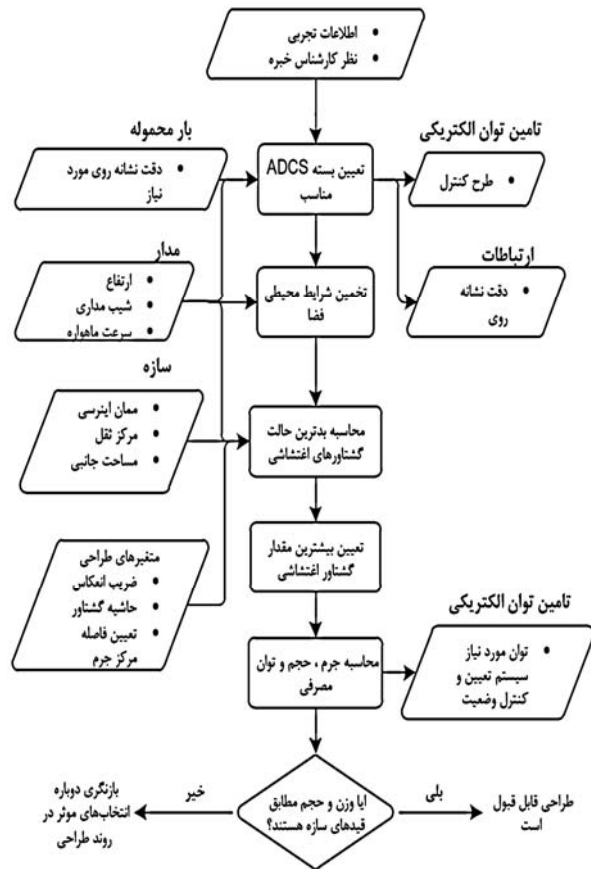 • اطلاعات تجربی
• نظر کارشناس خبره
بار محموله
• دقت نشانه روی مورد
نیاز
تعیین بسته ADCS
مناسب
تامین توان الکتریکی
• طرح کنترل
ارتباطات
• دقت نشانه
روی
مدار
• ارتفاع
• شیب مداری
• سرعت ماهواره
تخمین شرایط محیطی
فضا
سازه
• ممان اینرسی
• مرکز ثقل
• مساحت جانبی
محاسبه بدترین حالت
گشتاورهای اغتشاشی
تعیین بیشترین مقدار
گشتاور اغتشاشی
متغیرهای طراحی
• ضریب انعکاس
• حاشیه گشتاور
• تعیین فاصله
مرکز جرم
محاسبه جرم ، حجم و توان
مصرفی
تامین توان الکتریکی
• توان مورد نیاز
سیستم تعیین و
کنترل وضعیت
ایا وزن و حجم مطابق
قیدهای سازه هستند؟
بلی
طراحی قابل قبول
است
خیر
بازنگری دوباره
انتخاب‌های موثر در
روند طراحی